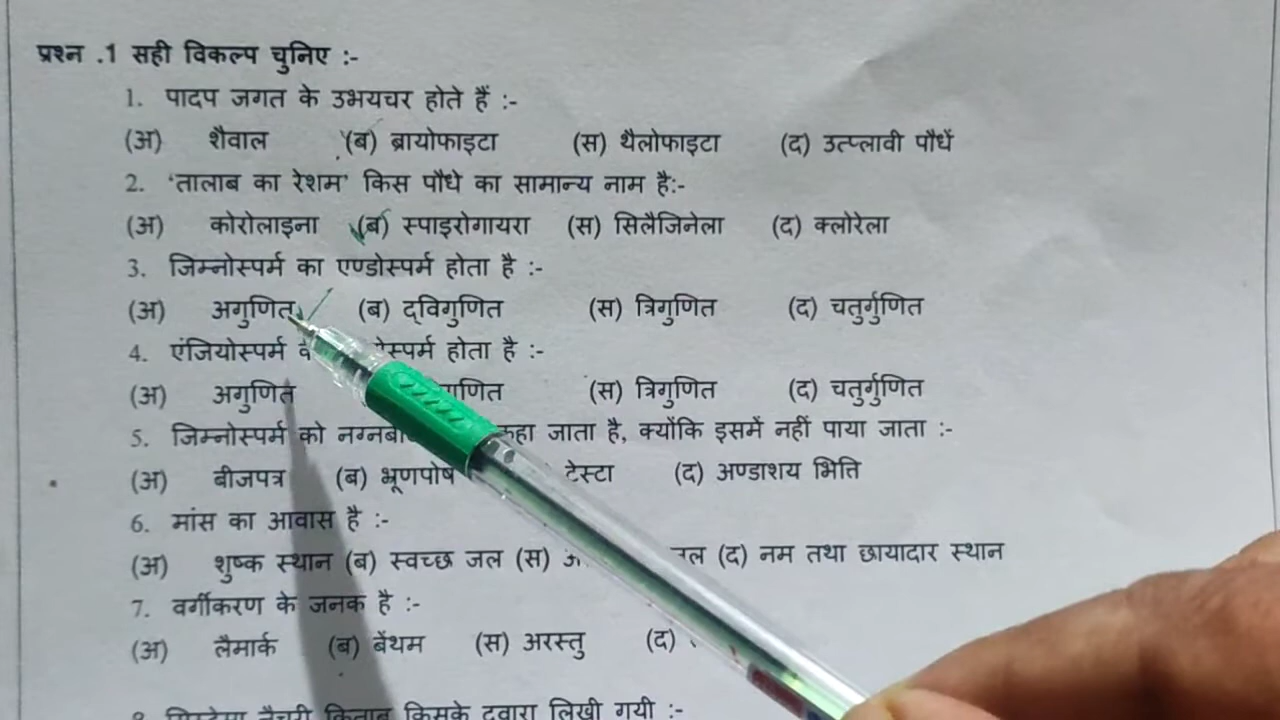 प्रश्न .1 सही विकल्प चुनिए :-
1. पादप जगत के उभयचर होते हैं :-
(अ) शैवाल (ब) ब्रायोफाइटा (स) थैलोफाइटा (द) उत्प्लावी पौधें
2. 'तालाब का रेशम' किस पौधे का सामान्य नाम है:-
(अ) कोरोलाइना (ब) स्पाइरोगायरा (स) सिलैजिनेला (द) क्लोरेला
3. जिम्नोस्पर्म का एण्डोस्पर्म होता है :-
(अ) अगुणित (ब) द्विगुणित (स) त्रिगुणित (द) चतुर्गुणित
4. एंजियोस्पर्म होता है :-
(अ) अगुणित (स) त्रिगुणित (द) चतुर्गुणित
5. जिम्नोस्पर्म को कहा जाता है, क्योंकि इसमें नहीं पाया जाता :-
(अ) बीजपत्र (ब) टेस्टा (द) अण्डाशय भित्ति
6. मांस का आवास है :-
(अ) शुष्क स्थान (ब) स्वच्छ जल (स) (द) नम तथा छायादार स्थान
7. वर्गीकरण के जनक है :-
(अ) लैमार्क (ब) बेंथम (स) अरस्तु (द)
किताब किसके द्वारा लिखी गयी :-